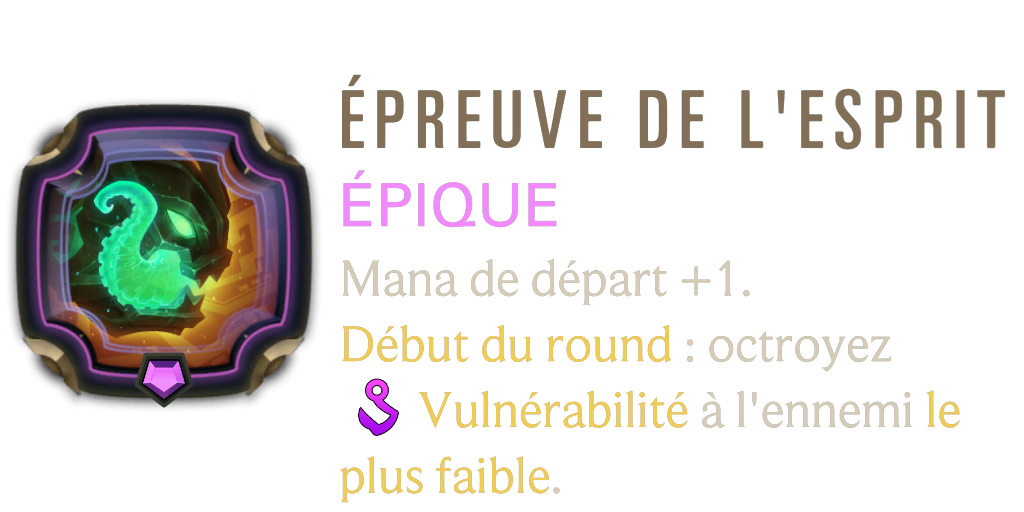 ÉPREUVE DE L'ESPRIT
ÉPIQUE
Mana de départ +1.
Début du round : octroyez
Vulnérabilité à l'ennemi le
plus faible.